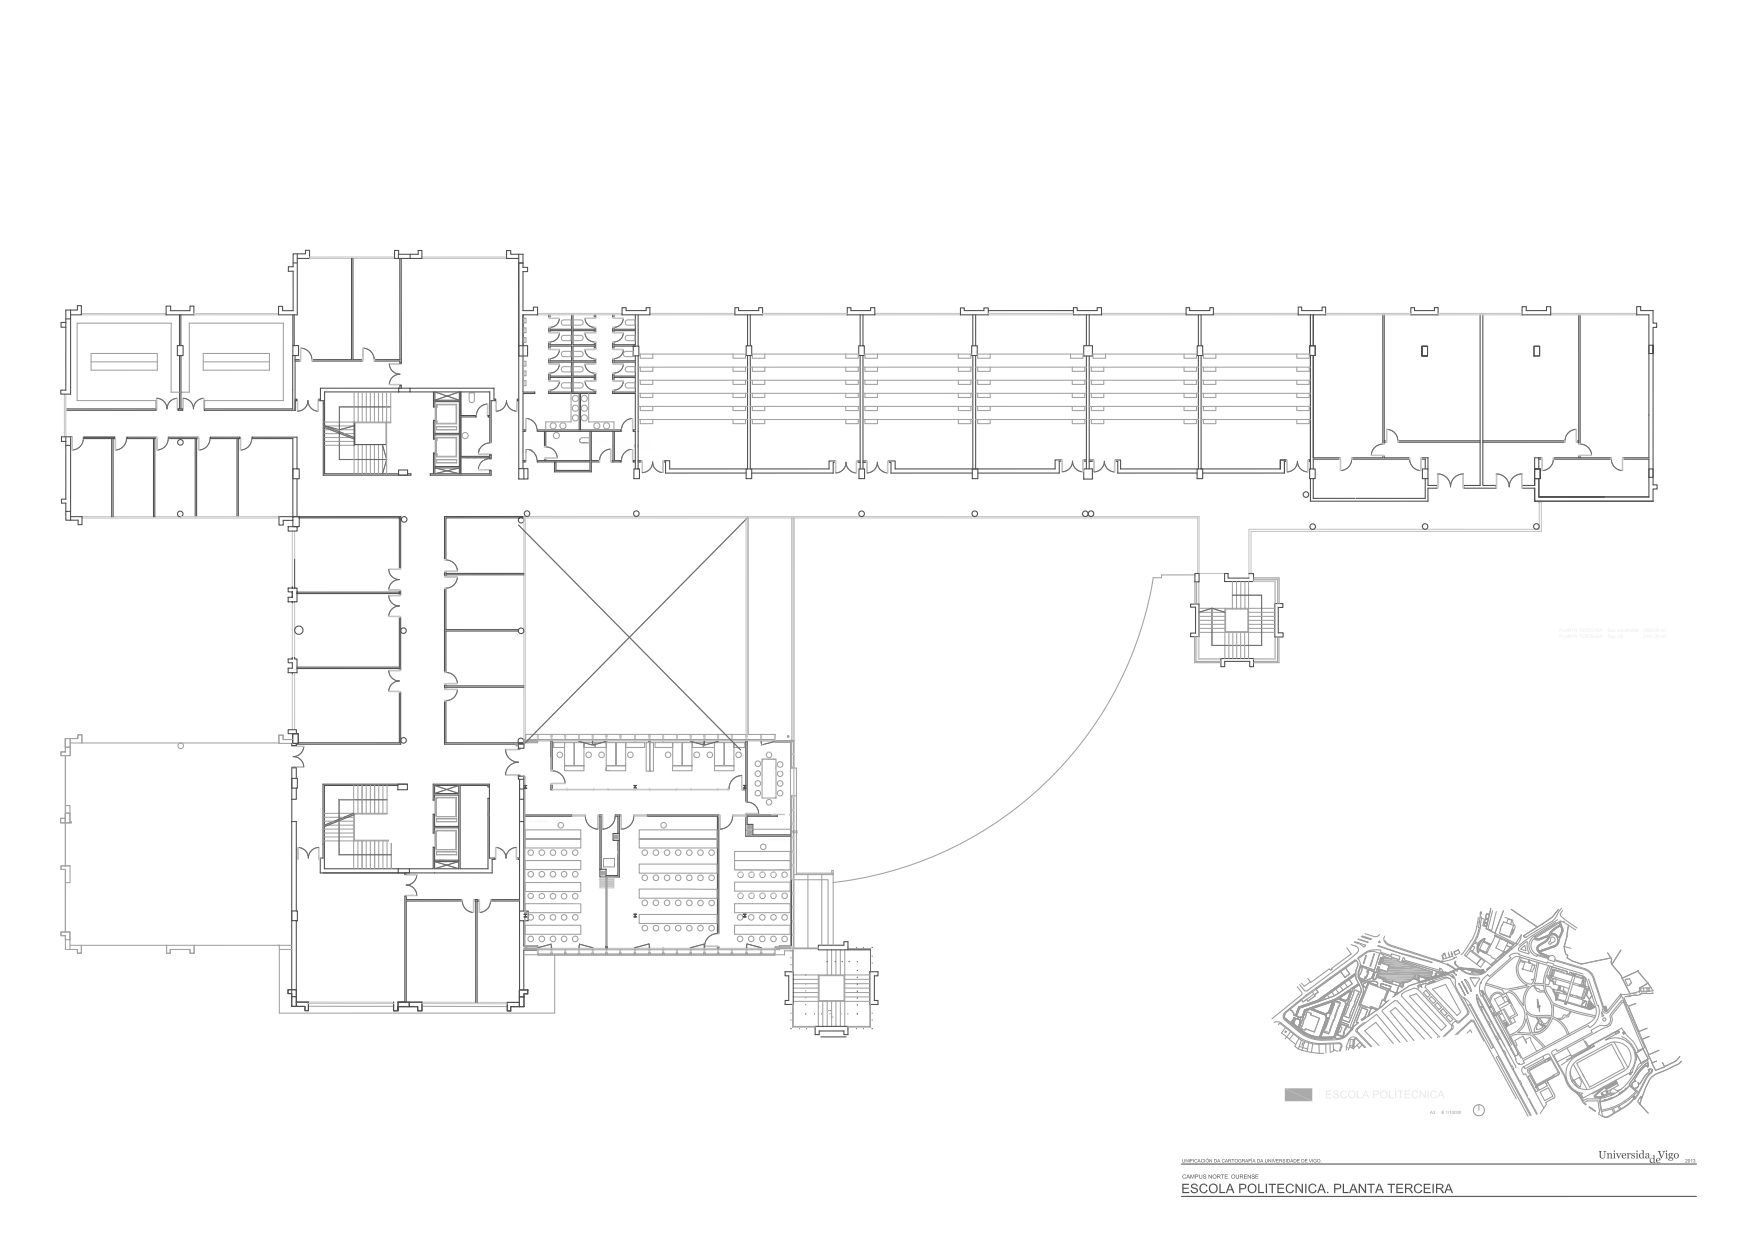 ESCOLA POLITECNICA
A3 E 1/10000
UNIFICACIÓN DA CARTOGRAFÍA DA UNIVERSIDADE DE VIGO.
Universidade de Vigo 2013
CAMPUS NORTE. OURENSE
ESCOLA POLITECNICA. PLANTA TERCEIRA